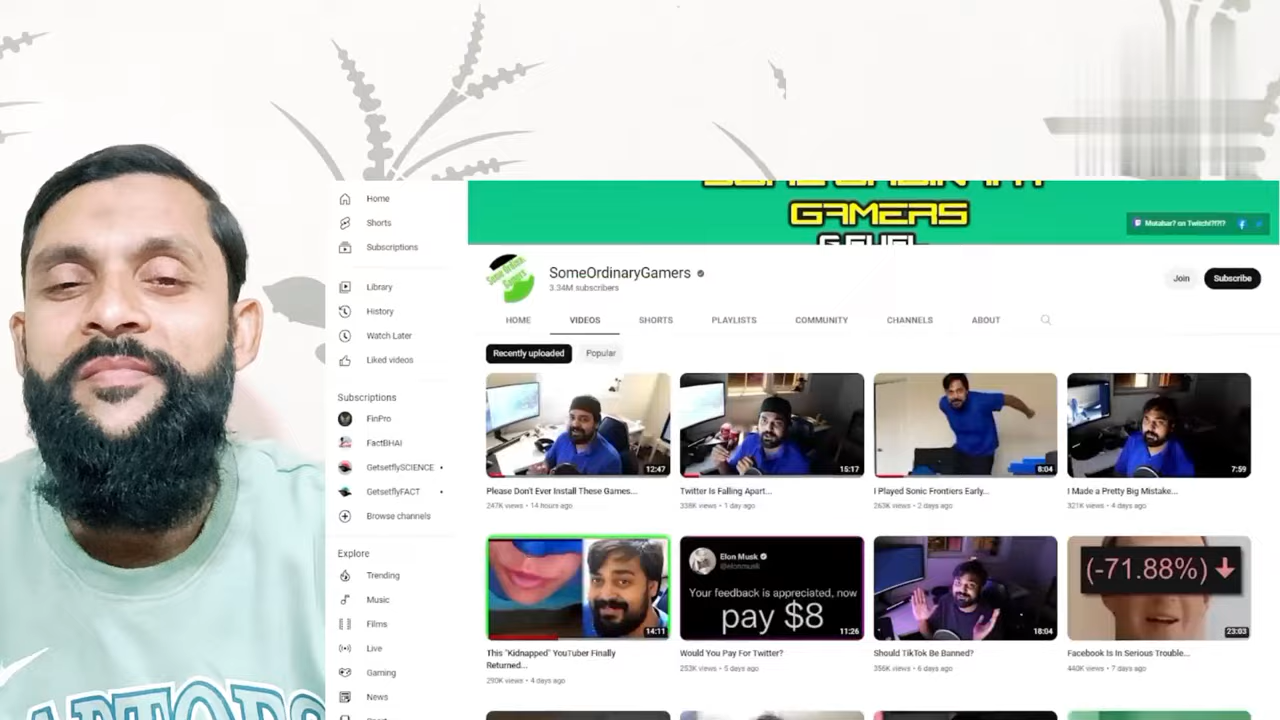 Home
Shorts
Subscriptions
Library
History
Watch Later
Liked videos
Subscriptions
FinPro
FactBHAI
GetsetflySCIENCE
GetsetflyFACT
Browse channels
Explore
Trending
Music
Films
Live
Gaming
News
GAMERS
Mutahar? on Twitch!?!?!?
SomeOrdinaryGamers
3.34M subscribers
Join
Subscribe
HOME
VIDEOS
SHORTS
PLAYLISTS
COMMUNITY
CHANNELS
ABOUT
Recently uploaded
Popular
12:47
15:17
8:04
7:59
Please Don't Ever Install These Games...
247K views • 14 hours ago
Twitter Is Falling Apart...
338K views • 1 day ago
I Played Sonic Frontiers Early...
263K views • 2 days ago
I Made a Pretty Big Mistake...
321K views • 4 days ago
14:11
Elon Musk
@elonmusk
Your feedback is appreciated, now
pay $8
11:26
18:04
(-71.88%)
23:03
This "Kidnapped" YouTuber Finally
Returned...
290K views • 4 days ago
Would You Pay For Twitter?
253K views • 5 days ago
Should TikTok Be Banned?
356K views • 6 days ago
Facebook Is In Serious Trouble...
440K views • 7 days ago